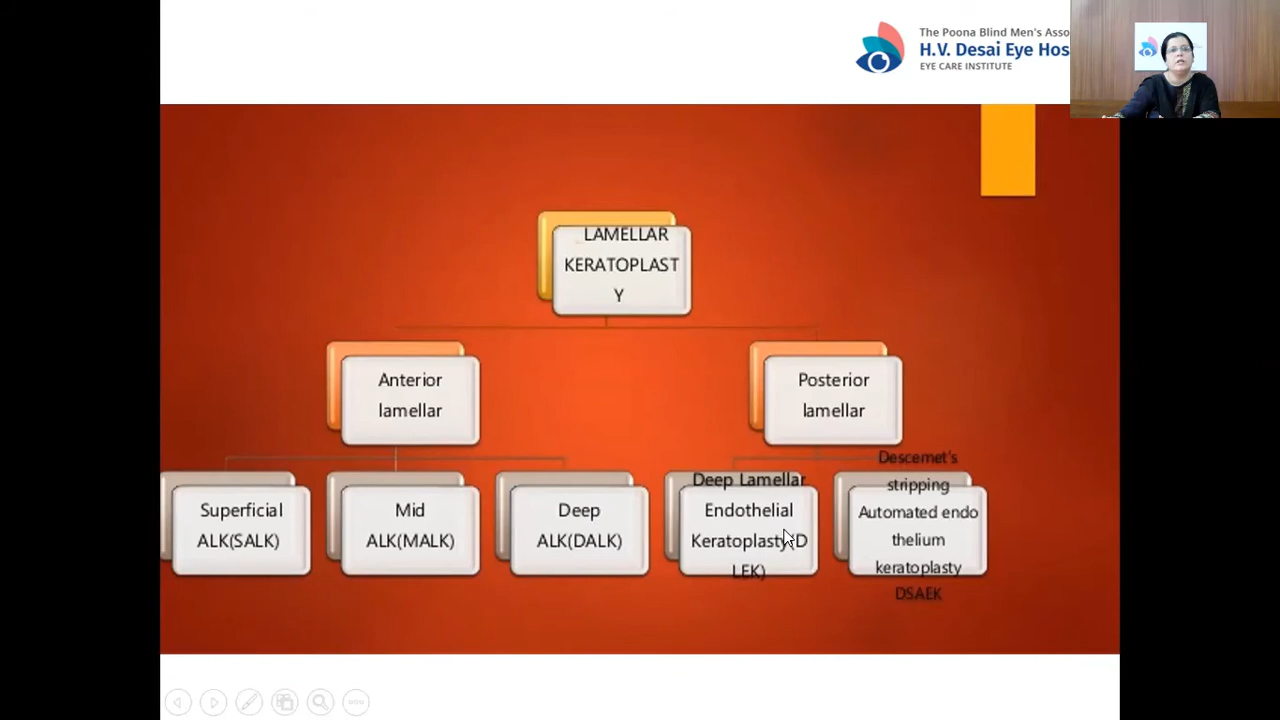 The Poona Blind Men's Asso
H.V. Desai Eye Hos
EYE CARE INSTITUTE
LAMELLAR
KERATOPLAST
Y
Anterior
lamellar
Posterior
lamellar
Superficial
ALK(SALK)
Mid
ALK(MALK)
Deep
ALK(DALK)
Deep Lamellar
Endothelial
Keratoplasty(D
LEK)
Descemet's
stripping
Automated endo
thelium
keratoplasty
DSAEK